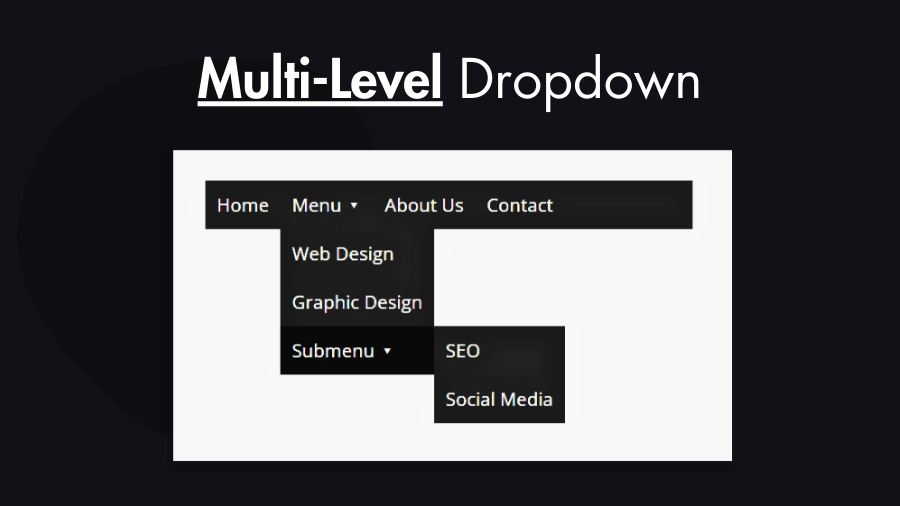 Multi-Level Dropdown
Home Menu ▼ About Us Contact
Web Design
Graphic Design
Submenu ▼ SEO
Social Media